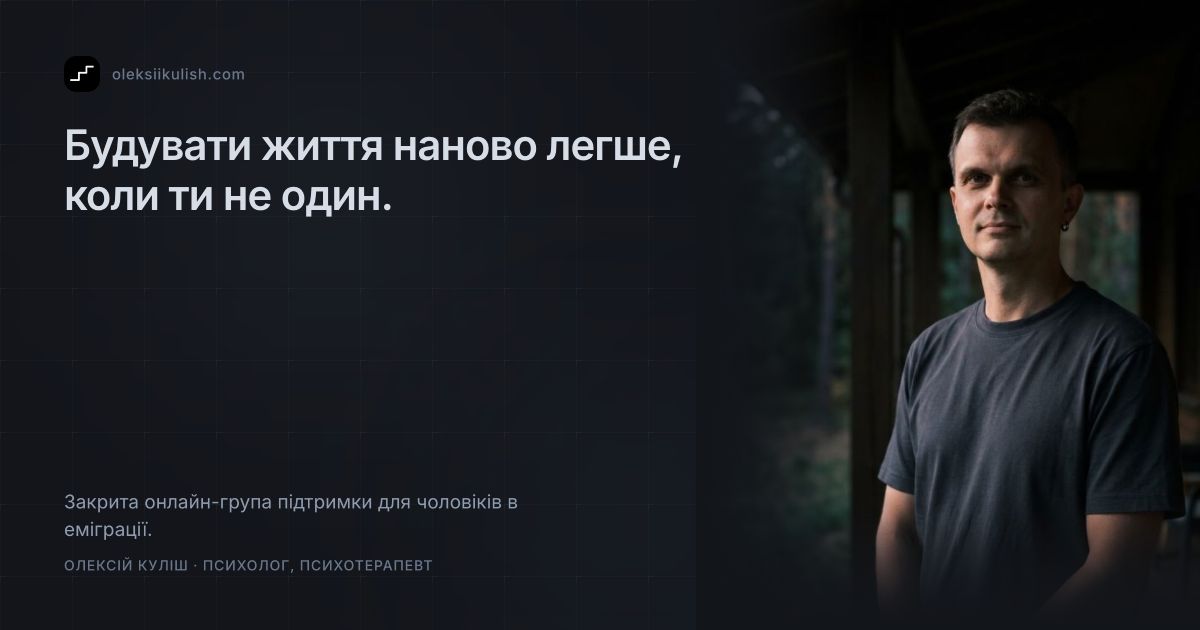 oleksiikulish.com
Будувати життя наново легше,
коли ти не один.
Закрита онлайн-група підтримки для чоловіків в
еміграції.
ОЛЕКСІЙ КУЛІШ · ПСИХОЛОГ, ПСИХОТЕРАПЕВТ